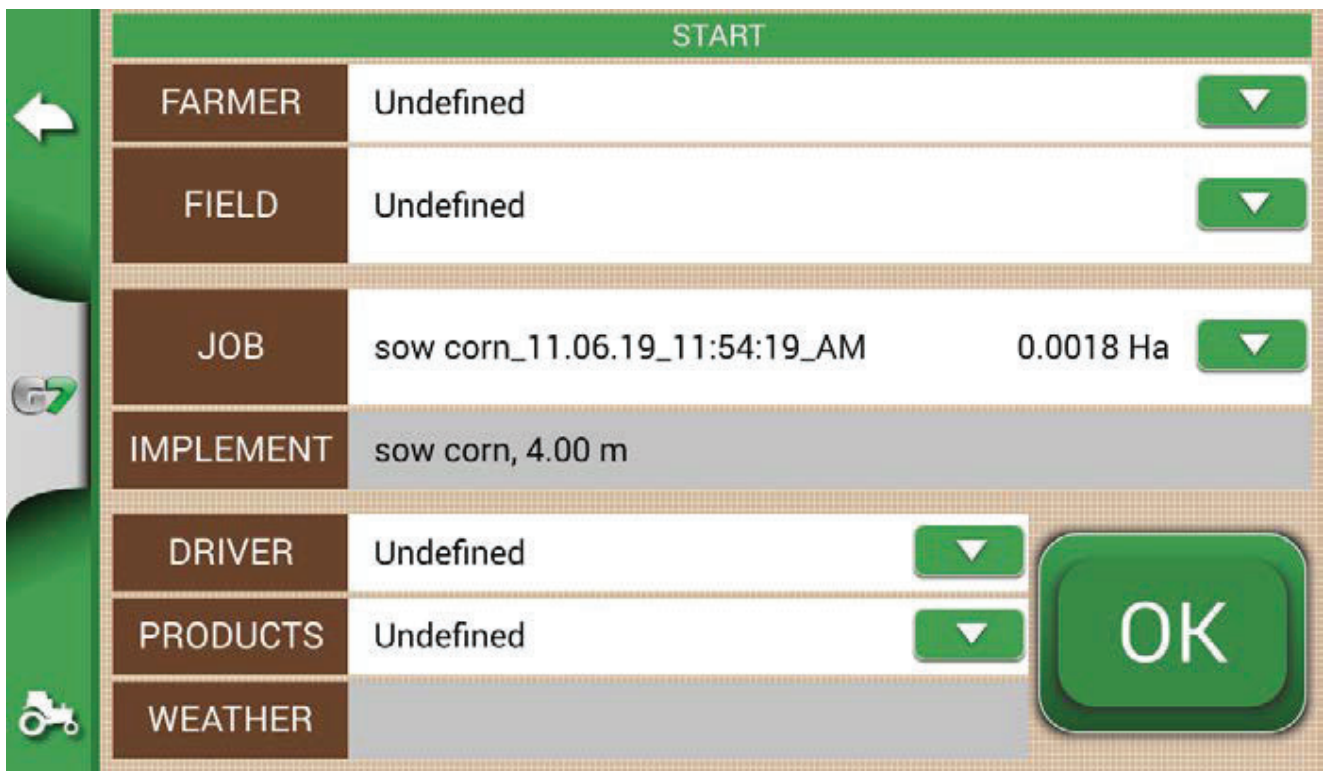 START
FARMER Undefined
FIELD Undefined
JOB sow corn_11.06.19_11:54:19_AM 0.0018 Ha
G7
IMPLEMENT sow corn, 4.00 m
DRIVER Undefined
PRODUCTS Undefined
OK
WEATHER